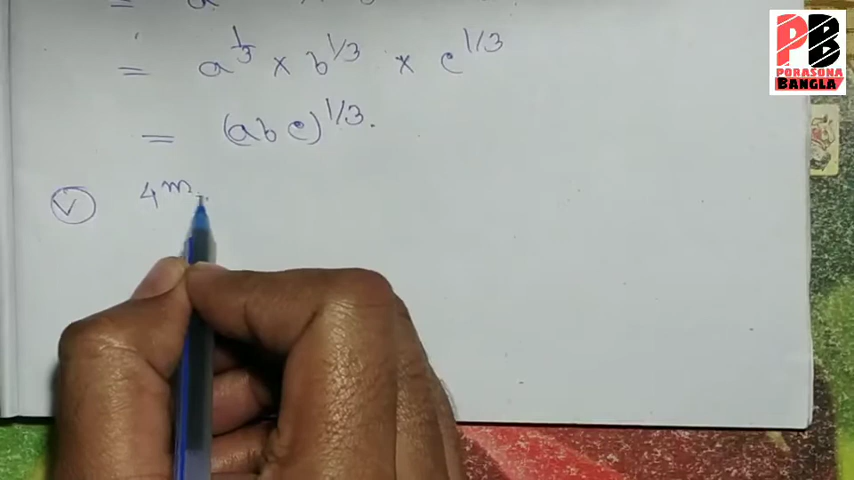 = a
= a^1/3 × b^1/3 × c^1/3
= (abc)^1/3.
(v) 4^m
PB
PORASONA
BANGLA